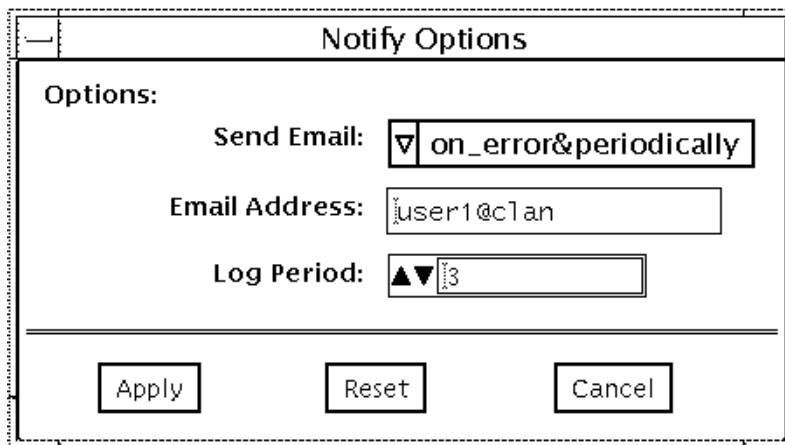 Notify Options
Options:
Send Email: on_error&periodically
Email Address: user1@clan
Log Period: 3
Apply Reset Cancel